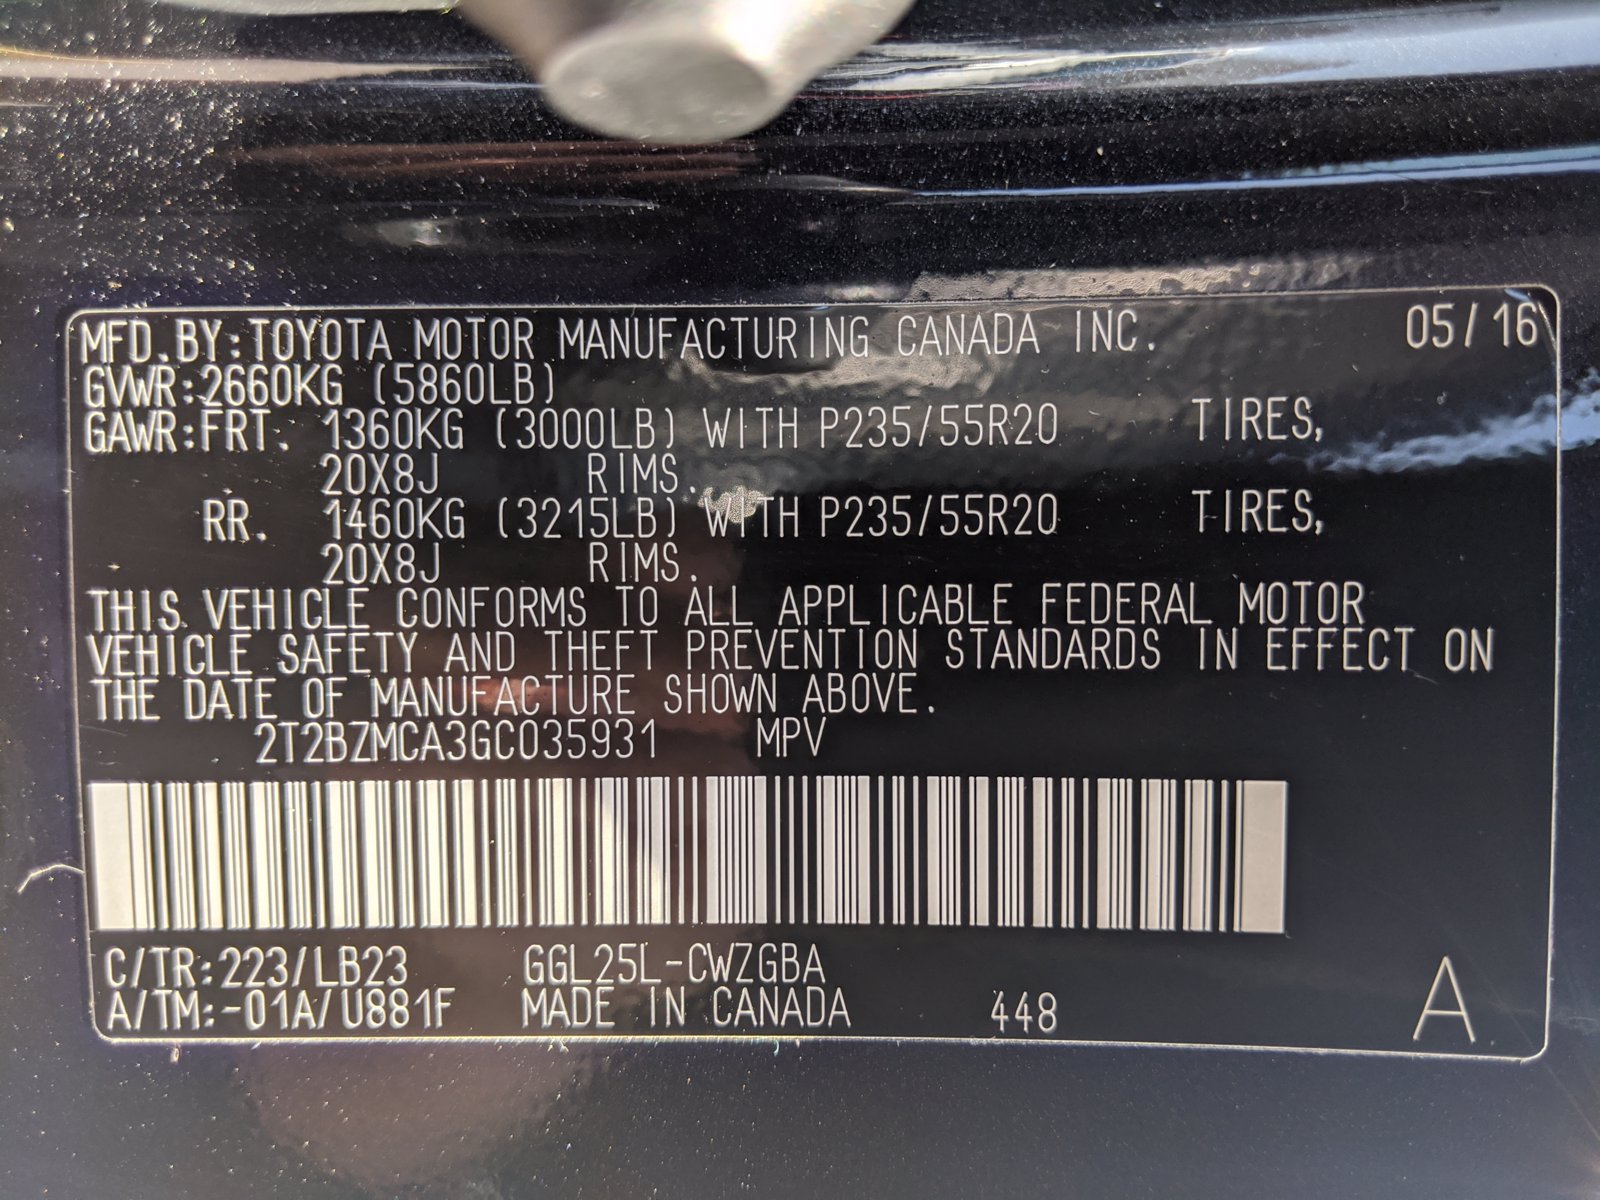 MFD.BY:TOYOTA MOTOR MANUFACTURING CANADA INC. 05/16
GVWR:2660KG (5860LB)
GAWR:FRT. 1360KG (3000LB) WITH P235/55R20 TIRES,
20X8J RIMS.
RR. 1460KG (3215LB) WITH P235/55R20 TIRES,
20X8J RIMS.
THIS VEHICLE CONFORMS TO ALL APPLICABLE FEDERAL MOTOR
VEHICLE SAFETY AND THEFT PREVENTION STANDARDS IN EFFECT ON
THE DATE OF MANUFACTURE SHOWN ABOVE.
2T2BZMCA3GC035931 MPV
C/TR:223/LB23 GGL25L-CWZGBA
A/TM:-01A/U881F MADE IN CANADA 448 A